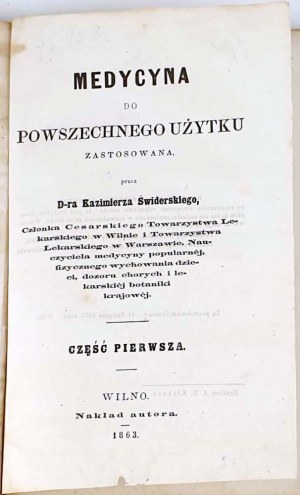 MEDYCYNA
DO
POWSZECHNEGO UŻYTKU
ZASTOSOWANA.
przez
D-ra Kazimierza Świderskiego,
Członka Cesarskiego Towarzystwa Le-
karskiego w Wilnie i Towarzystwa
Lekarskiego w Warszawie, Nau-
czyciela medycyny popularnéj,
fizycznego wychowania dzie-
ci, dozoru chorych i le-
karskiéj botaniki
krajowéj.
CZĘŚĆ PIERWSZA.
WILNO.
Nakład autora.
1863.